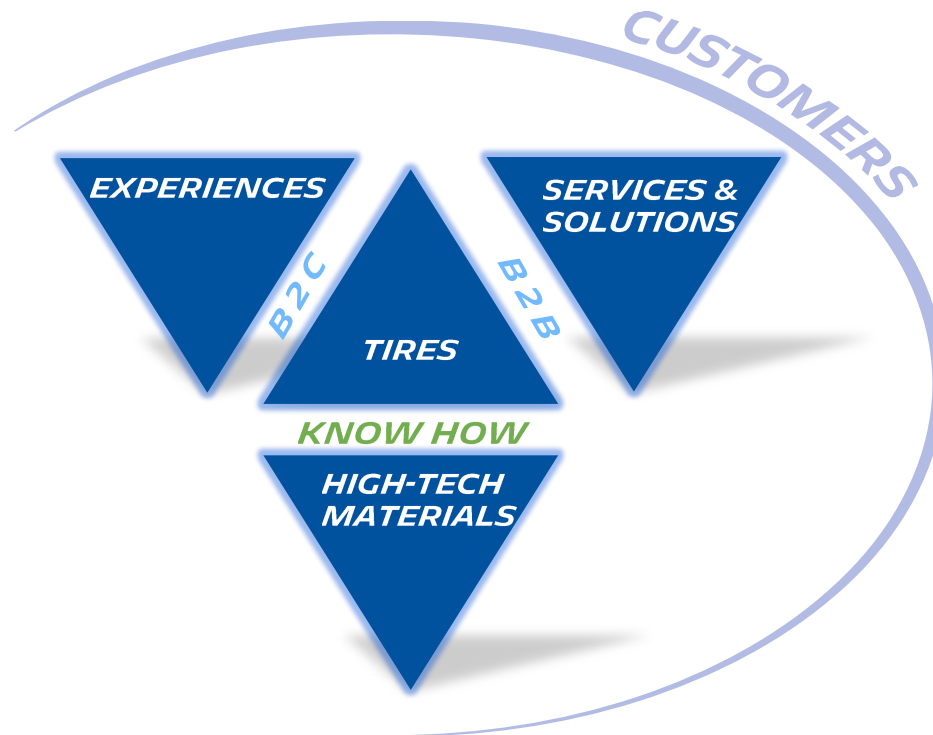 CUSTOMERS
EXPERIENCES
SERVICES &
SOLUTIONS
B2C
B2B
TIRES
KNOW HOW
HIGH-TECH
MATERIALS